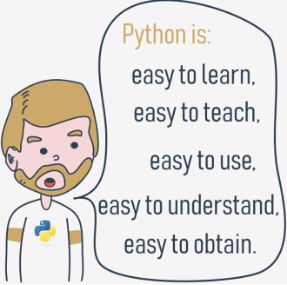 Python is:
easy to learn,
easy to teach,
easy to use,
easy to understand,
easy to obtain.